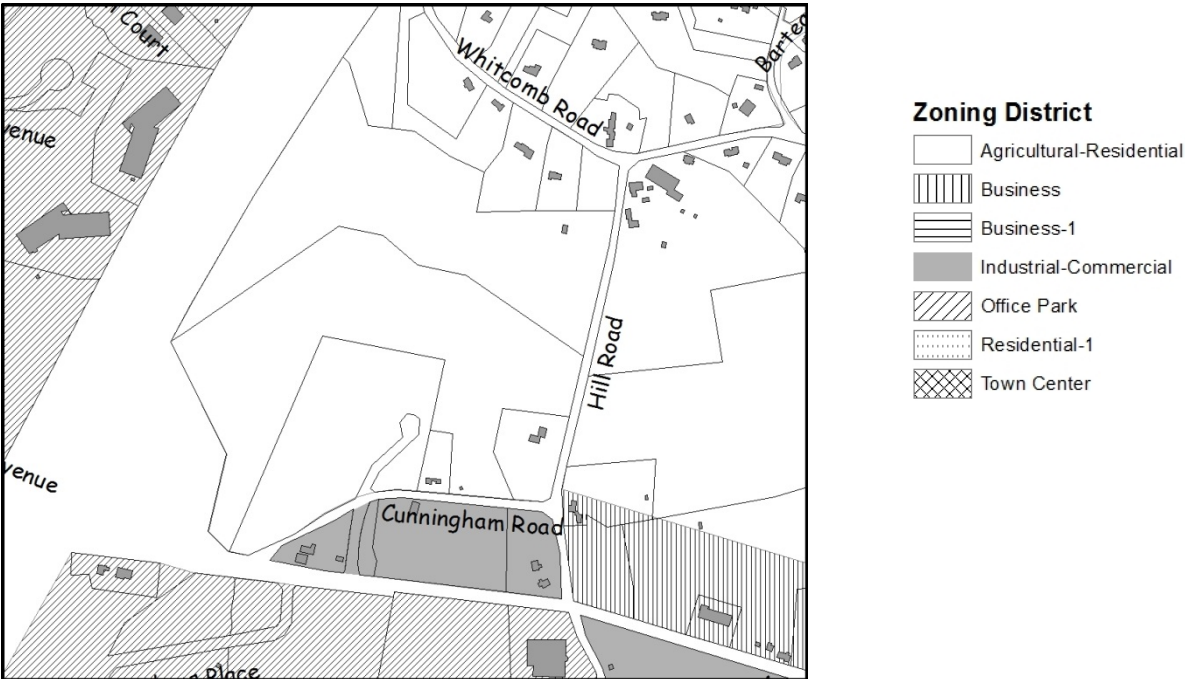 Court
Whitcomb Road
venue
Hill Road
venue
Cunningham Road
Place
Zoning District
Agricultural-Residential
Business
Business-1
Industrial-Commercial
Office Park
Residential-1
Town Center